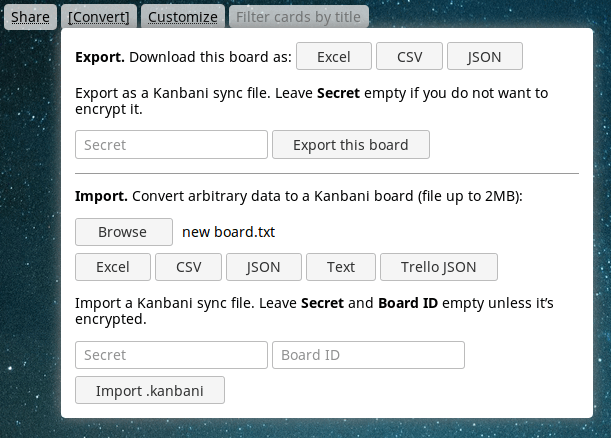 Share [Convert] Customize Filter cards by title
Export. Download this board as: Excel CSV JSON
Export as a Kanbani sync file. Leave Secret empty if you do not want to
encrypt it.
Secret Export this board
Import. Convert arbitrary data to a Kanbani board (file up to 2MB):
Browse new board.txt
Excel CSV JSON Text Trello JSON
Import a Kanbani sync file. Leave Secret and Board ID empty unless it’s
encrypted.
Secret Board ID
Import .kanbani